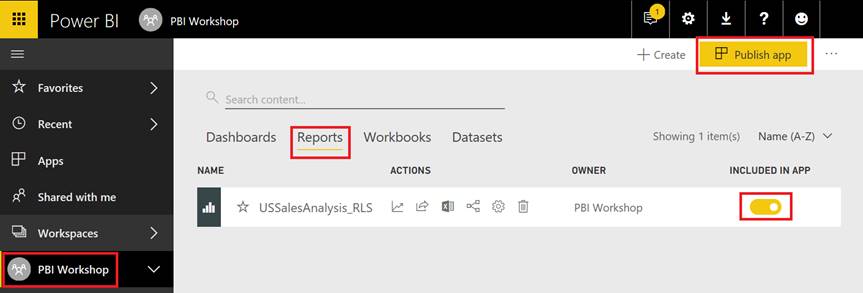 Power BI PBI Workshop 1
Create Publish app
Favorites
Search content...
Recent
Dashboards Reports Workbooks Datasets Showing 1 item(s) Name (A-Z)
Apps
NAME ACTIONS OWNER INCLUDED IN APP
Shared with me
USSalesAnalysis_RLS PBI Workshop
Workspaces
PBI Workshop